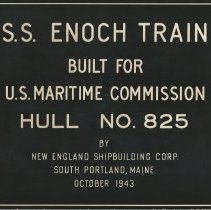 S.S. ENOCH TRAIN
BUILT FOR
U.S. MARITIME COMMISSION
HULL NO. 825
BY
NEW ENGLAND SHIPBUILDING CORP.
SOUTH PORTLAND, MAINE
OCTOBER 1943